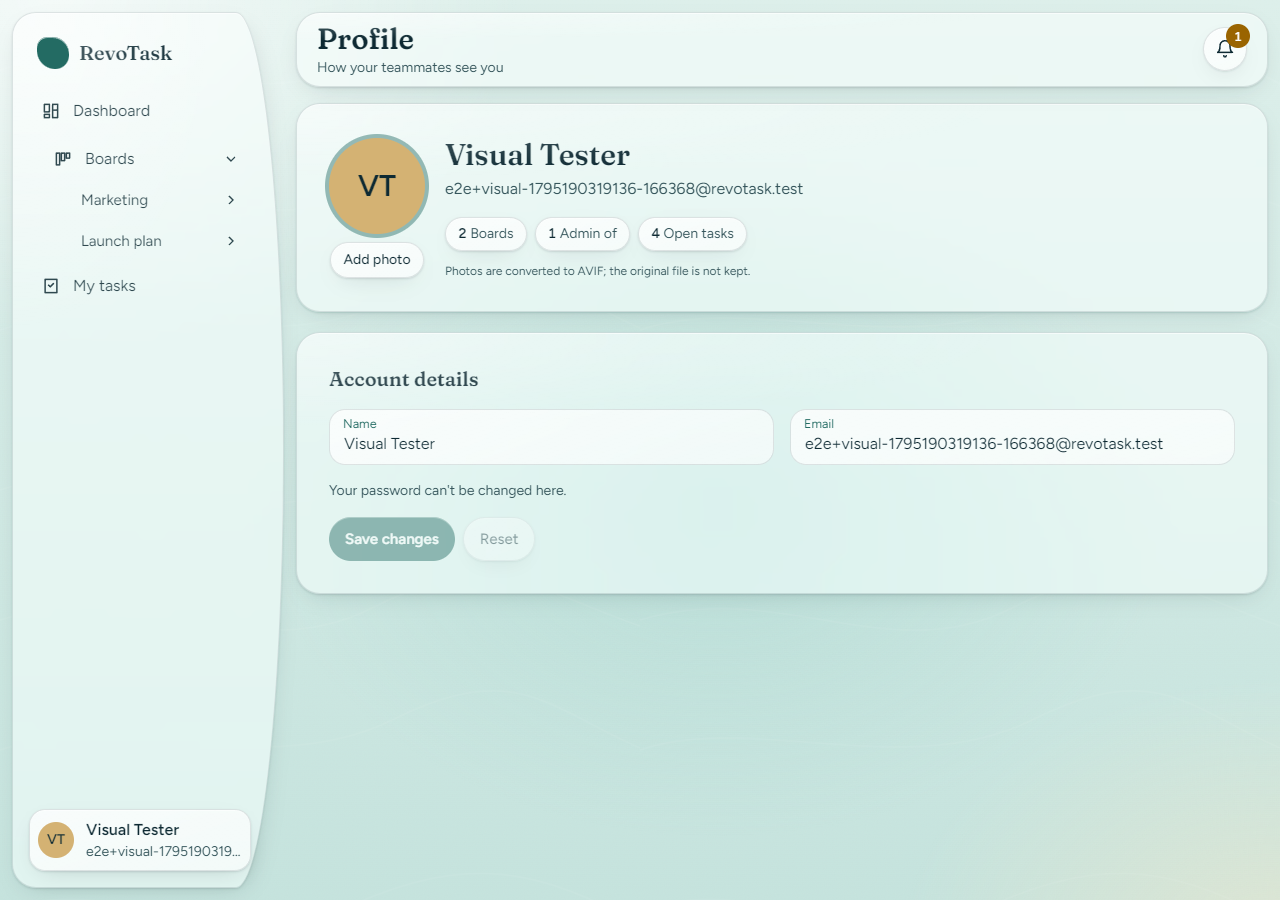 RevoTask
Dashboard
Boards
Marketing
Launch plan
My tasks
VT
Visual Tester
e2e+visual-1795190319...
Profile
How your teammates see you
1
VT
Add photo
Visual Tester
e2e+visual-1795190319136-166368@revotask.test
2 Boards
1 Admin of
4 Open tasks
Photos are converted to AVIF; the original file is not kept.
Account details
Name
Visual Tester
Email
e2e+visual-1795190319136-166368@revotask.test
Your password can't be changed here.
Save changes
Reset